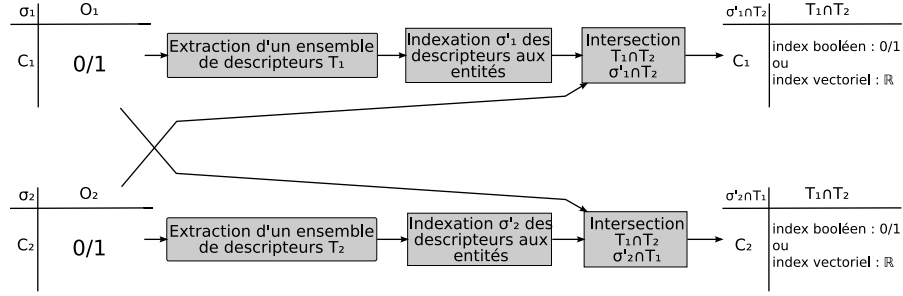 σ₁ O₁
C₁ 0/1
Extraction d'un ensemble
de descripteurs T₁
Indexation σ'₁ des
descripteurs aux
entités
Intersection
T₁∩T₂
σ'₁∩T₂
σ'₁∩T₂ T₁∩T₂
C₁
index booléen : 0/1
ou
index vectoriel : ℝ
σ₂ O₂
C₂ 0/1
Extraction d'un ensemble
de descripteurs T₂
Indexation σ'₂ des
descripteurs aux
entités
Intersection
T₁∩T₂
σ'₂∩T₁
σ'₂∩T₁ T₁∩T₂
C₂
index booléen : 0/1
ou
index vectoriel : ℝ